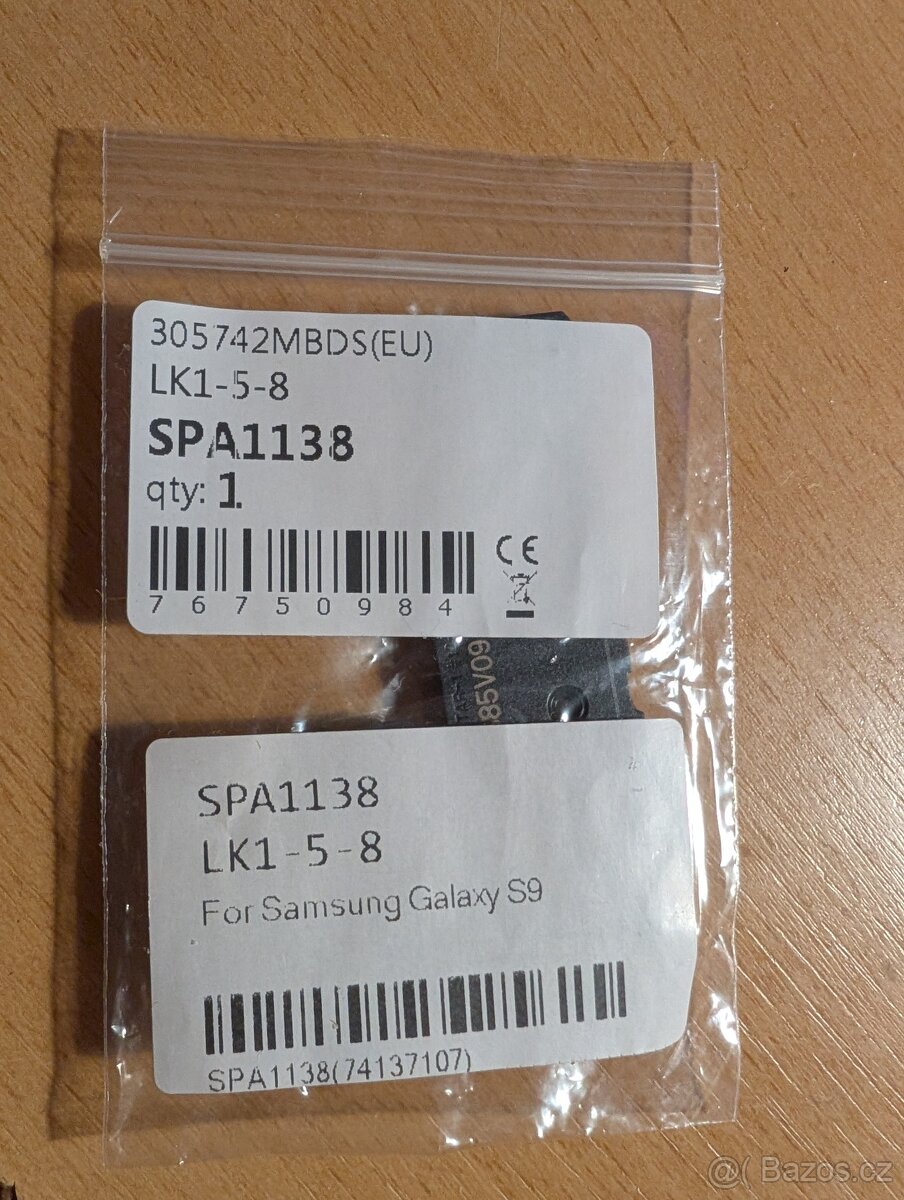 305742MBDS(EU)
LK1-5-8
SPA1138
qty: 1
CE
76750984
85V09
SPA1138
LK1-5-8
For Samsung Galaxy S9
SPA1138(74137107)
@( Bazos.cz